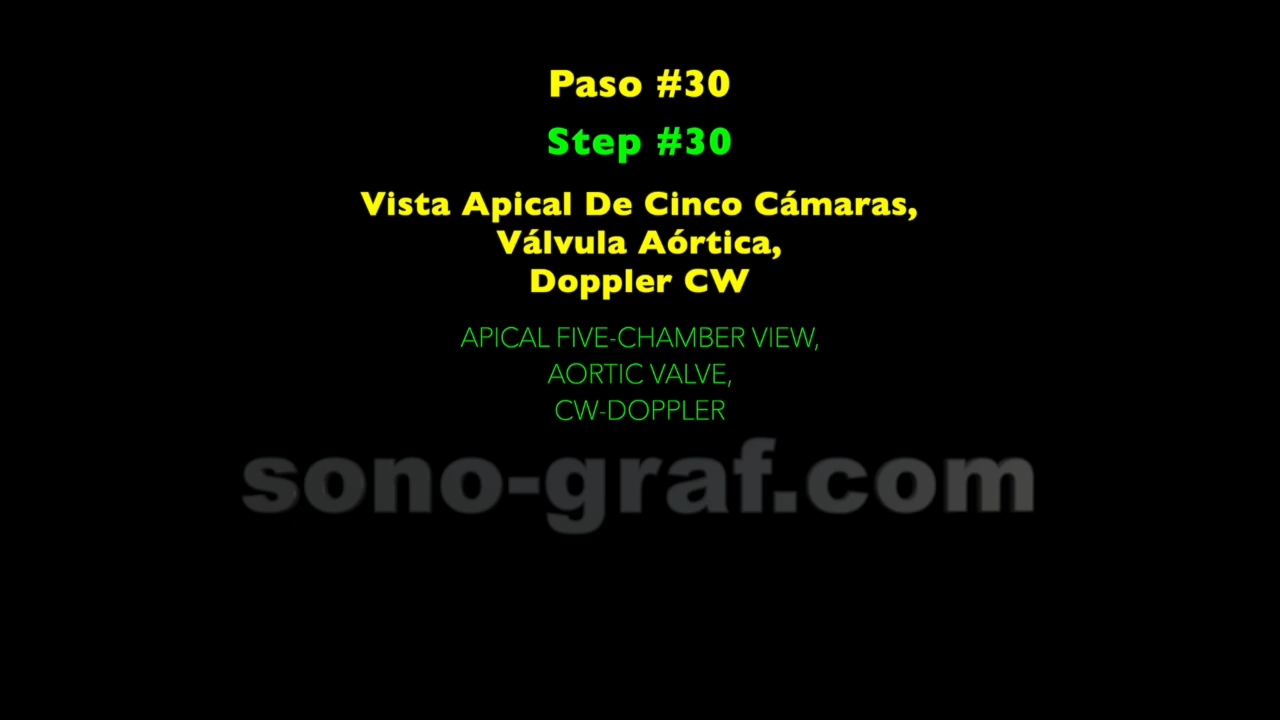 Paso #30
Step #30
Vista Apical De Cinco Cámaras,
Válvula Aórtica,
Doppler CW
APICAL FIVE-CHAMBER VIEW,
AORTIC VALVE,
CW-DOPPLER
sono-graf.com